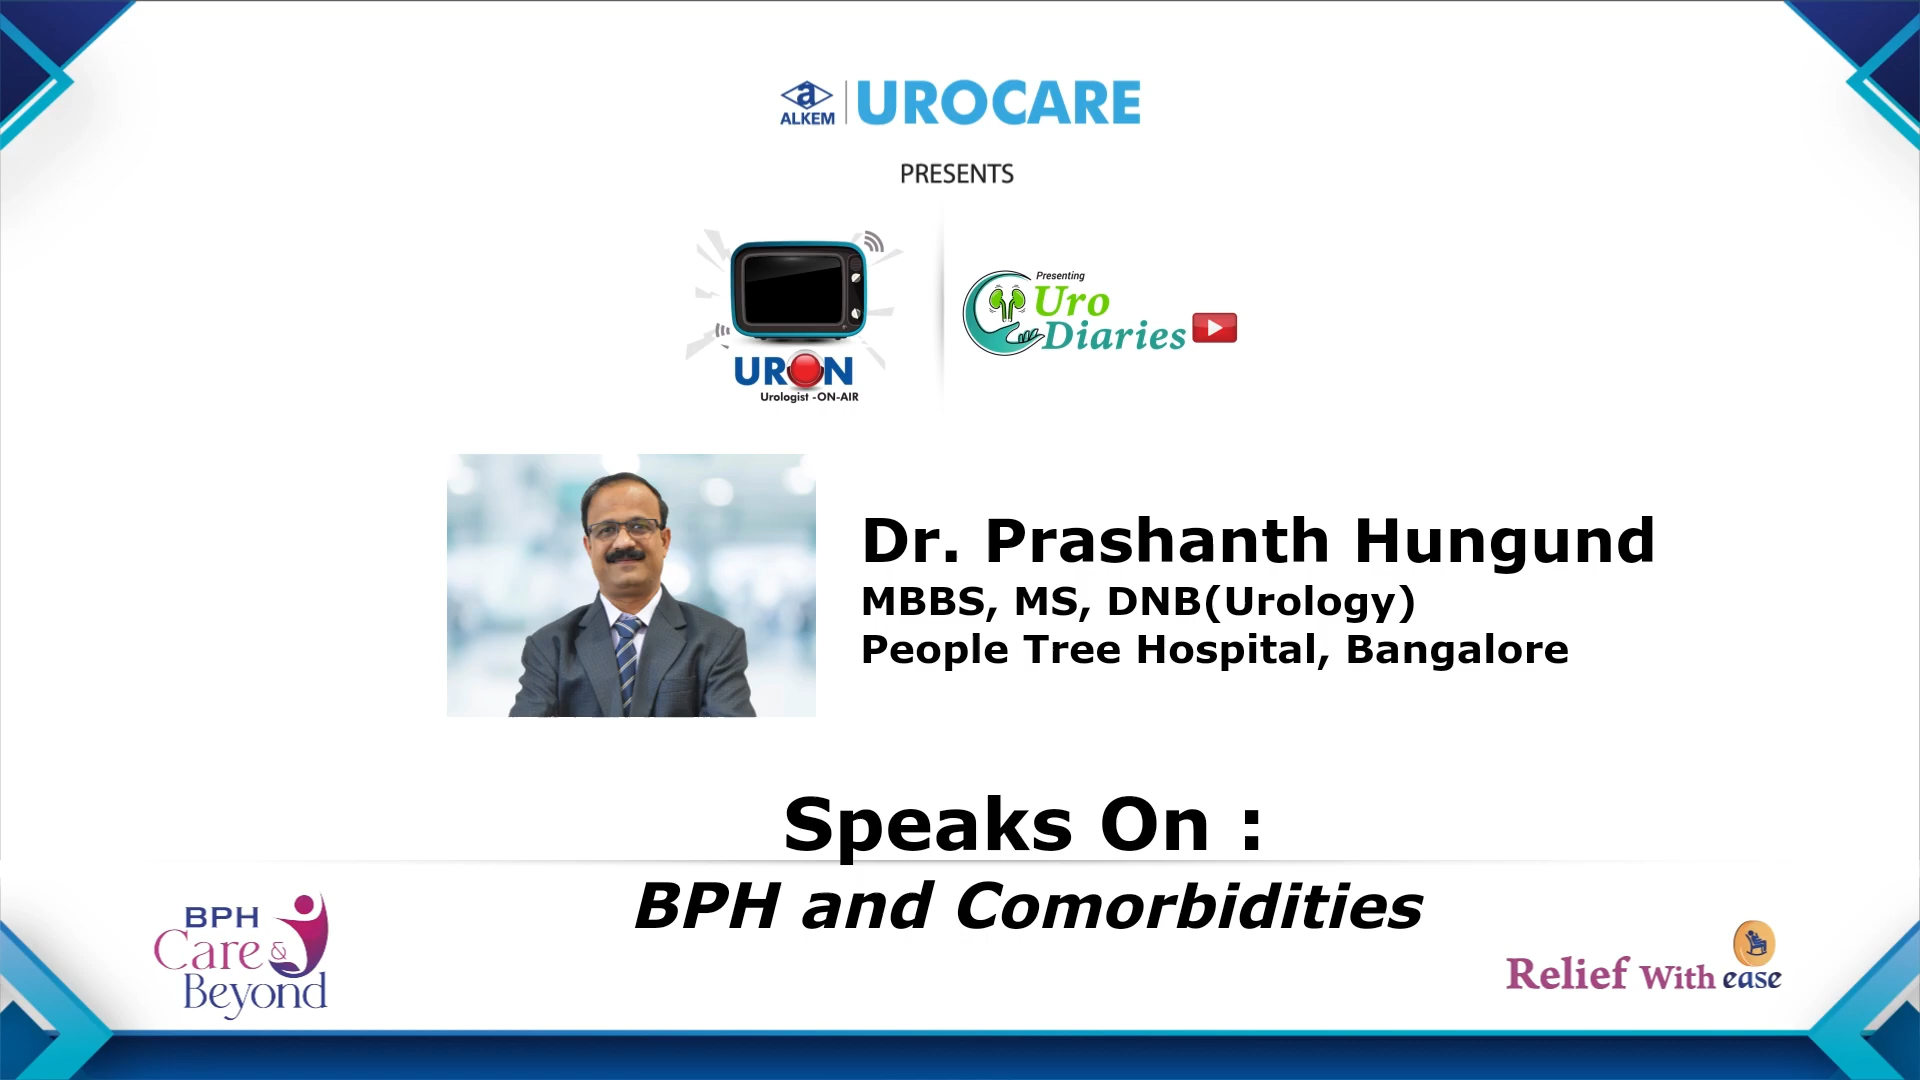 ALKEM
UROCARE
PRESENTS
URON
Urologist -ON-AIR
Presenting
Uro
Diaries
Dr. Prashanth Hungund
MBBS, MS, DNB(Urology)
People Tree Hospital, Bangalore
Speaks On :
BPH and Comorbidities
BPH
Care &
Beyond
Relief With ease